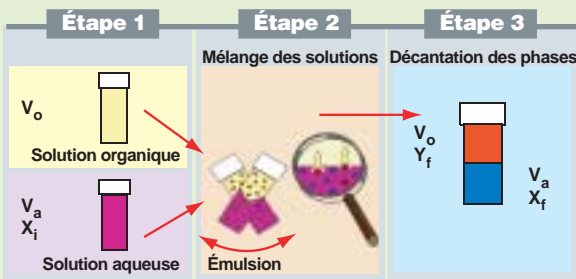 Étape 1
Étape 2
Étape 3
Mélange des solutions
Décantation des phases
Vo
Solution organique
Va
Xi
Solution aqueuse
Émulsion
Vo
Yf
Va
Xf